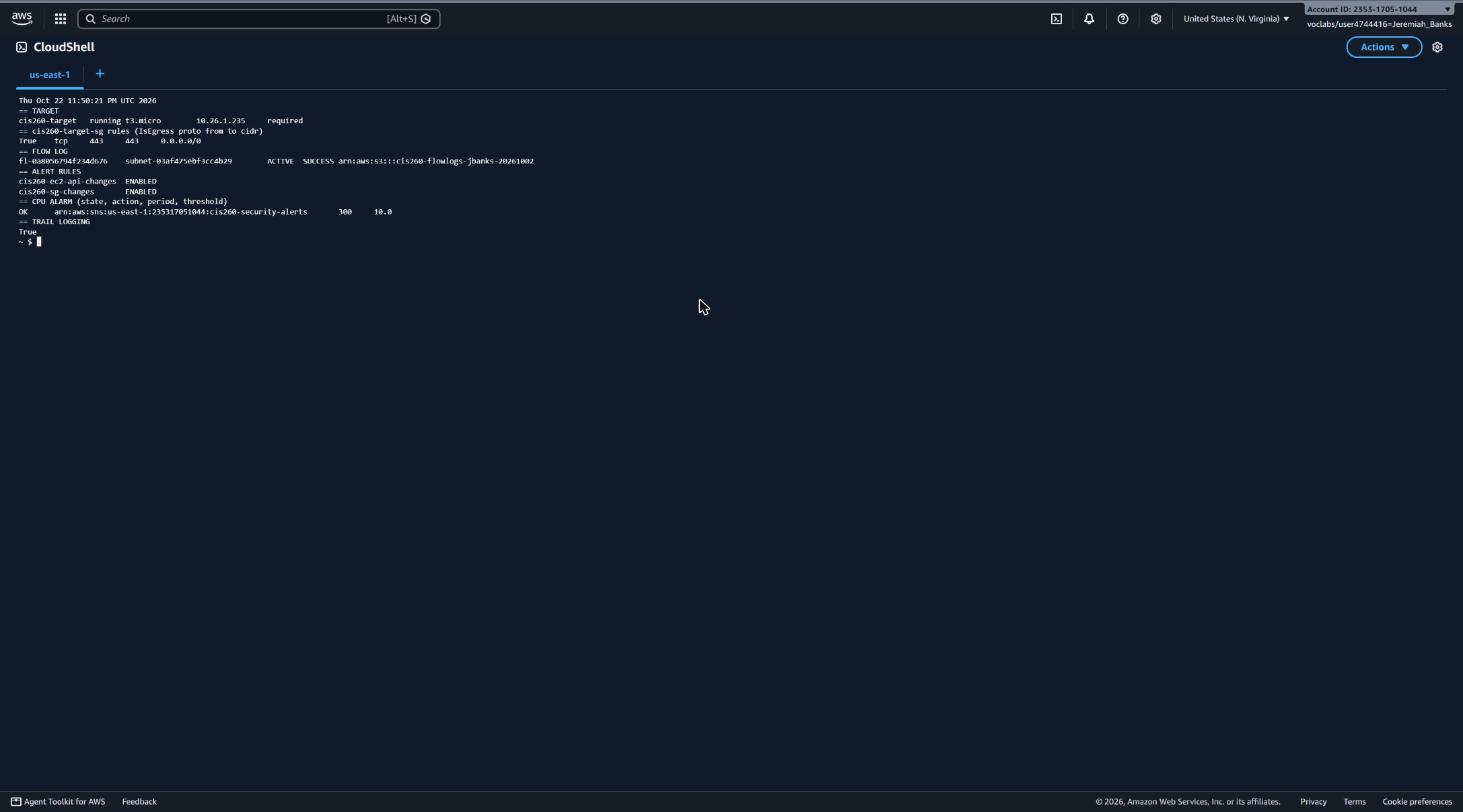 aws
Search [Alt+S]
United States (N. Virginia) ▼
Account ID: 2353-1705-1044 ▼
voclabs/user4744416=Jeremiah_Banks
CloudShell
Actions ▼
us-east-1 +
Thu Oct 22 11:50:21 PM UTC 2026
== TARGET
cis260-target running t3.micro 10.26.1.235 required
== cis260-target-sg rules (IsEgress proto from to cidr)
True tcp 443 443 0.0.0.0/0
== FLOW LOG
fl-0a8056794f234d676 subnet-03af475ebf3cc4b29 ACTIVE SUCCESS arn:aws:s3:::cis260-flowlogs-jbanks-20261002
== ALERT RULES
cis260-ec2-api-changes ENABLED
cis260-sg-changes ENABLED
== CPU ALARM (state, action, period, threshold)
OK arn:aws:sns:us-east-1:235317051044:cis260-security-alerts 300 10.0
== TRAIL LOGGING
True
~ $
Agent Toolkit for AWS Feedback © 2026, Amazon Web Services, Inc. or its affiliates. Privacy Terms Cookie preferences